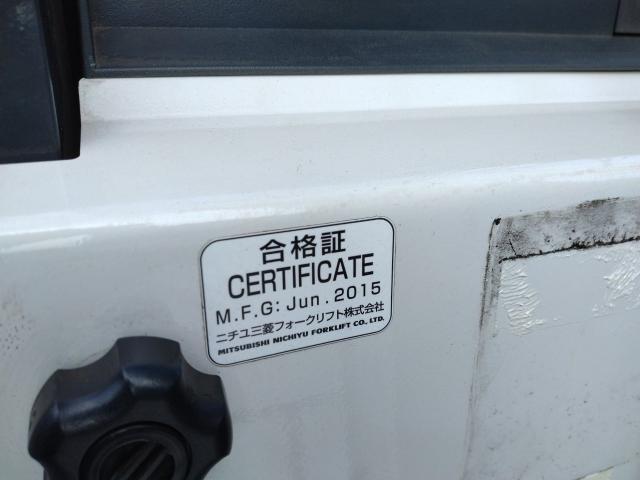 合格証
CERTIFICATE
M.F.G: Jun. 2015
ニチユ三菱フォークリフト株式会社
MITSUBISHI NICHIYU FORKLIFT CO., LTD.